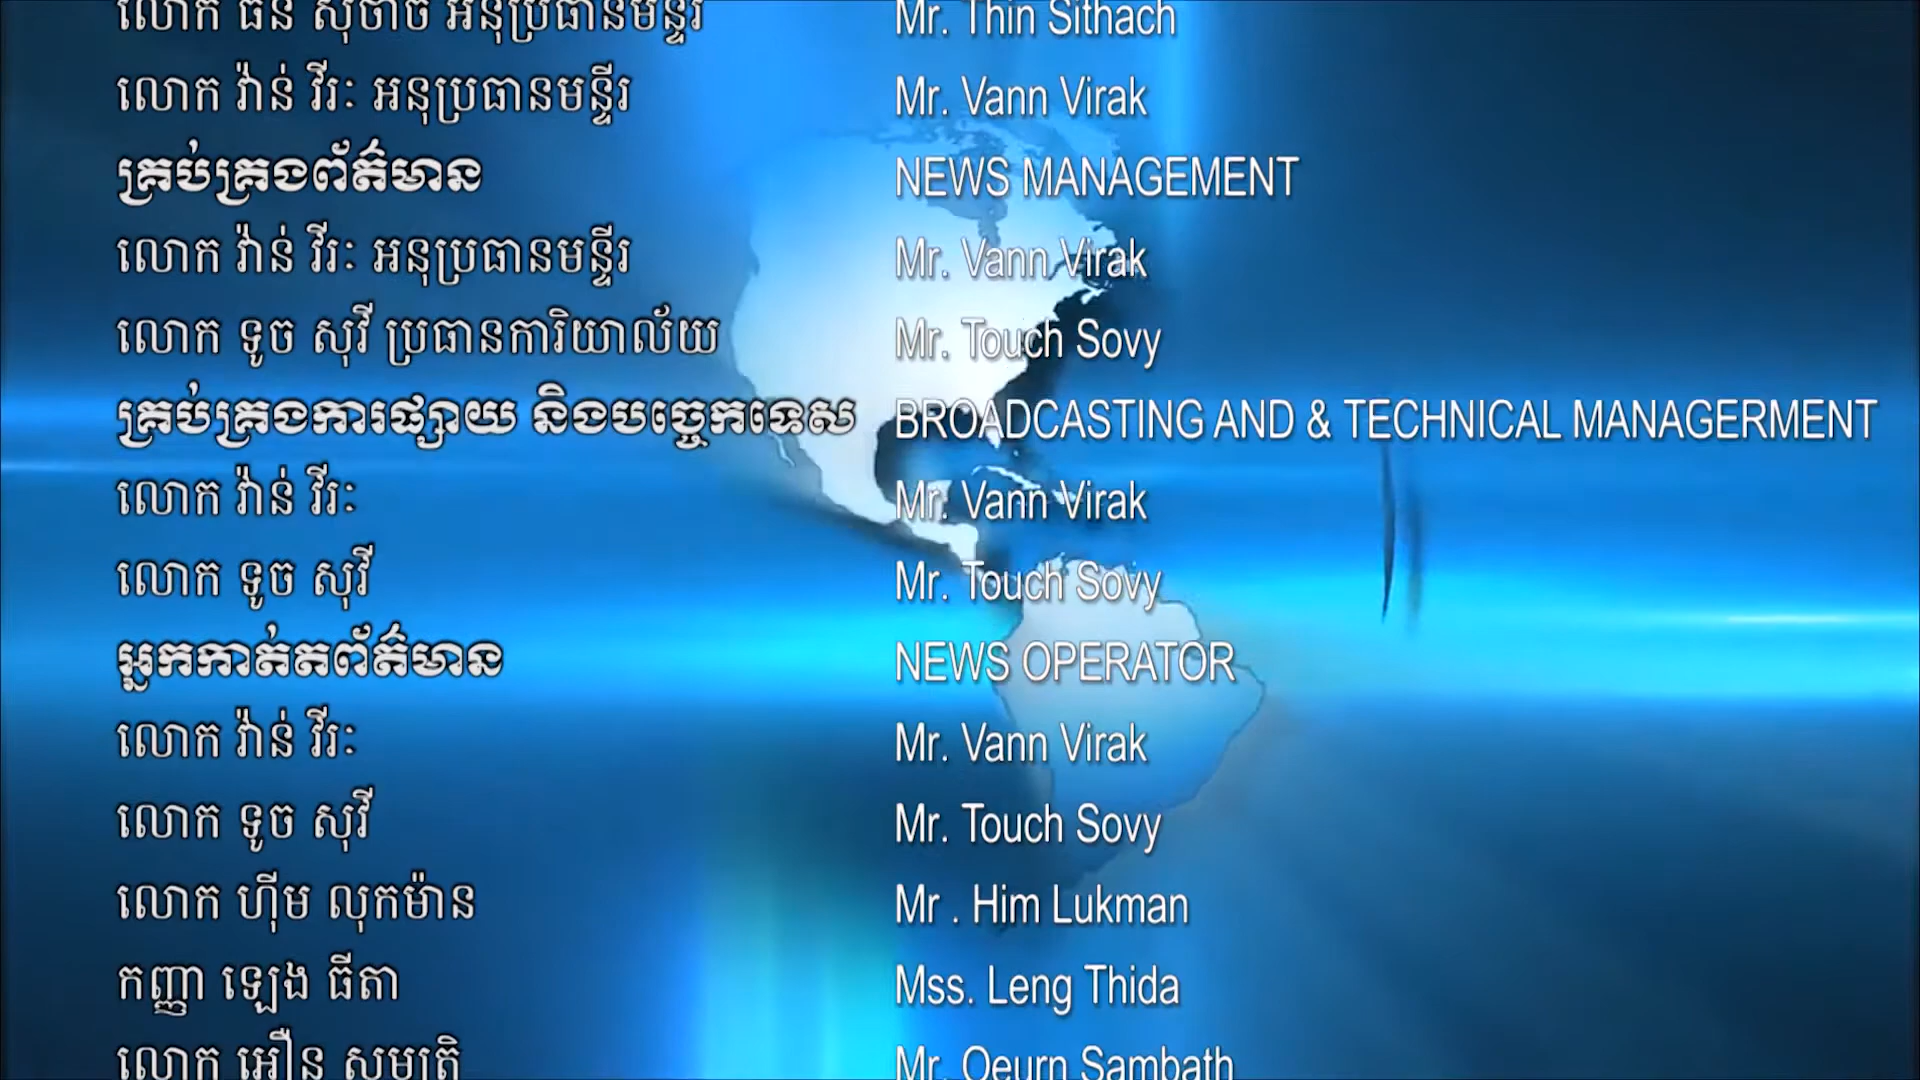 លោក ធន ស៊ីថាច អនុប្រធានមន្ទីរ Mr. Thin Sithach
លោក វ៉ាន់ វីរៈ អនុប្រធានមន្ទីរ Mr. Vann Virak
គ្រប់គ្រងព័ត៌មាន NEWS MANAGEMENT
លោក វ៉ាន់ វីរៈ អនុប្រធានមន្ទីរ Mr. Vann Virak
លោក ទូច សុវី ប្រធានការិយាល័យ Mr. Touch Sovy
គ្រប់គ្រងការផ្សាយ និងបច្ចេកទេស BROADCASTING AND & TECHNICAL MANAGERMENT
លោក វ៉ាន់ វីរៈ Mr. Vann Virak
លោក ទូច សុវី Mr. Touch Sovy
អ្នកកាត់តព័ត៌មាន NEWS OPERATOR
លោក វ៉ាន់ វីរៈ Mr. Vann Virak
លោក ទូច សុវី Mr. Touch Sovy
លោក ហ៊ីម លុកម៉ាន Mr . Him Lukman
កញ្ញា ឡេង ធីតា Mss. Leng Thida
លោក អឿន សមបត្តិ Mr. Oeurn Sambath